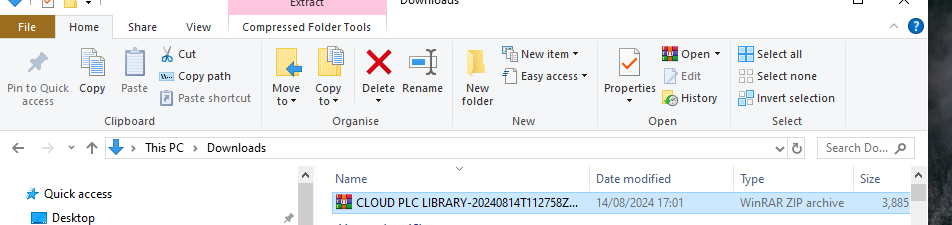 Extract
Downloads
File
Home
Share
View
Compressed Folder Tools
Pin to Quick
access
Copy
Paste
Cut
Copy path
Paste shortcut
Clipboard
Move
to
Copy
to
Delete
Rename
Organise
New
folder
New item
Easy access
New
Properties
Open
Edit
History
Open
Select all
Select none
Invert selection
Select
This PC > Downloads
Search Do...
Name
Date modified
Type
Size
Quick access
Desktop
CLOUD PLC LIBRARY-20240814T112758Z...
14/08/2024 17:01
WinRAR ZIP archive
3,885